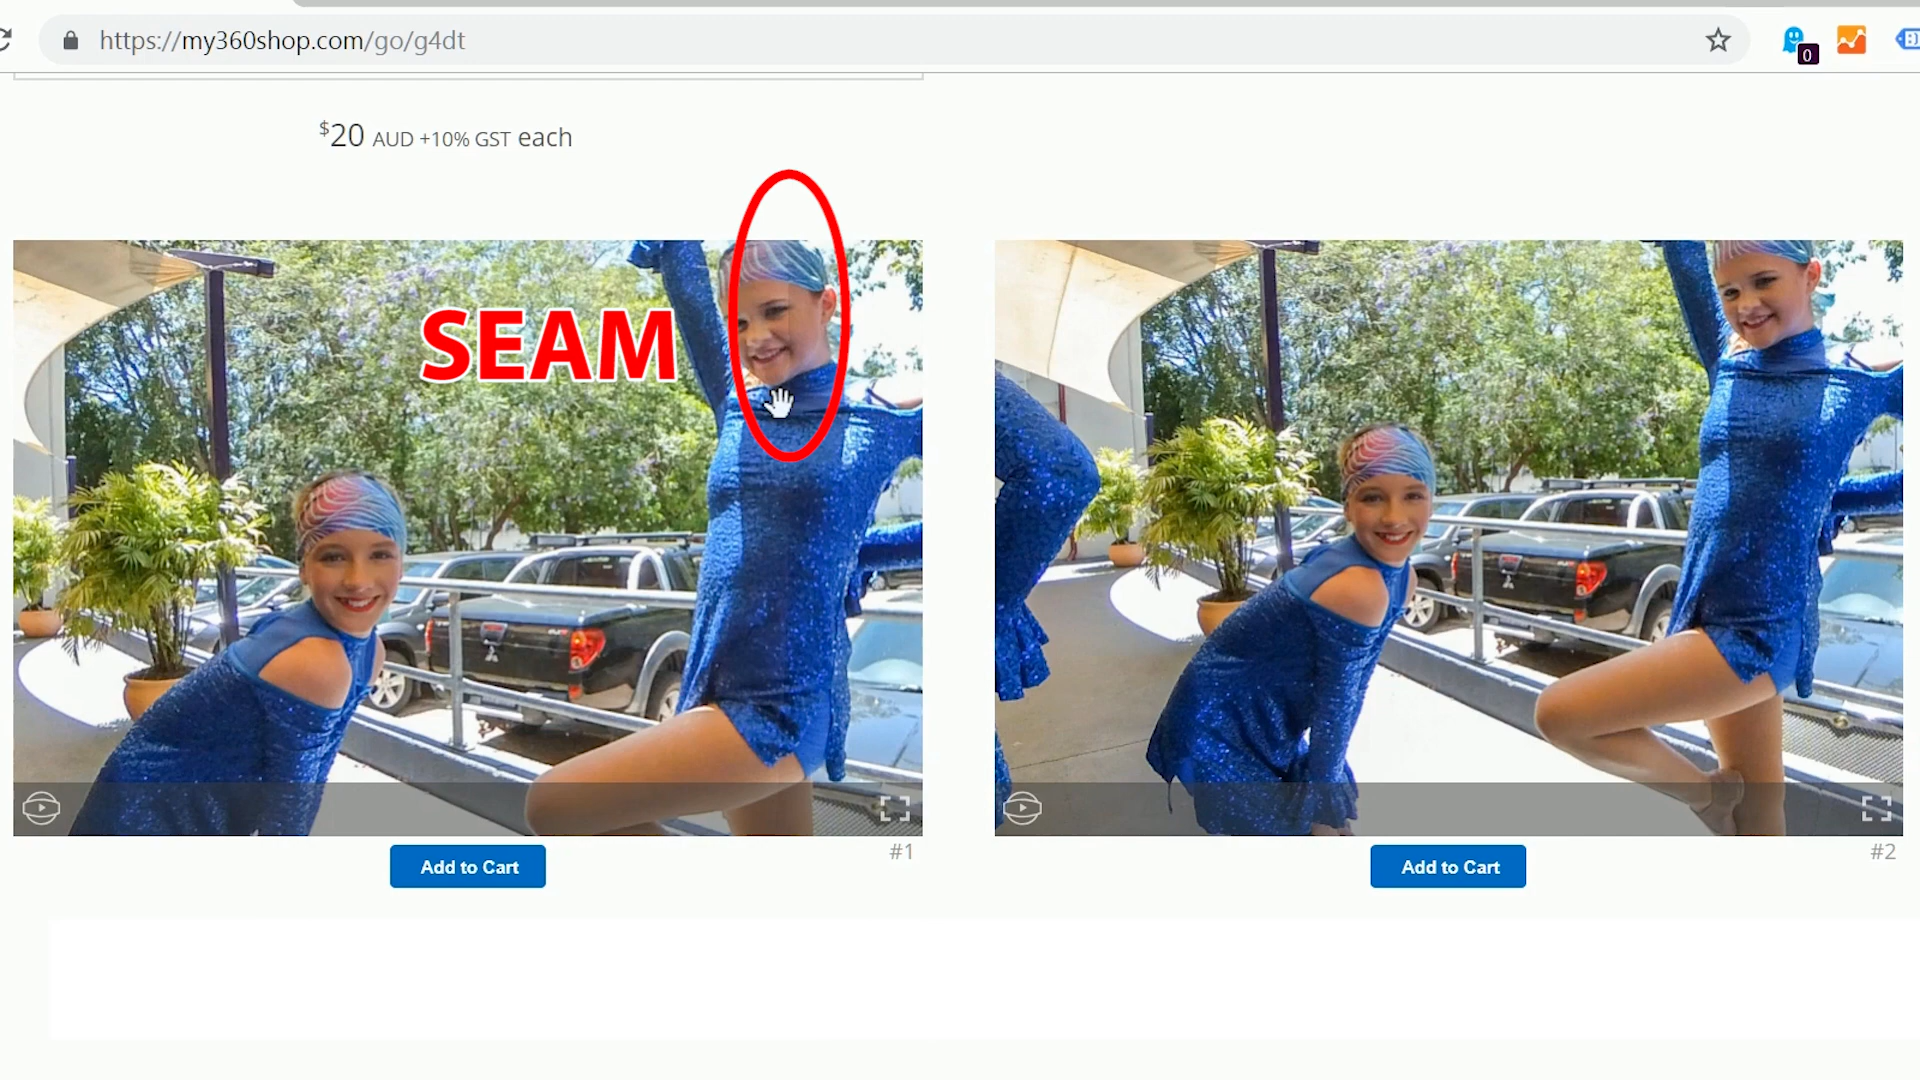 https://my360shop.com/go/g4dt
0
$20 AUD +10% GST each
SEAM
#1
#2
Add to Cart
Add to Cart